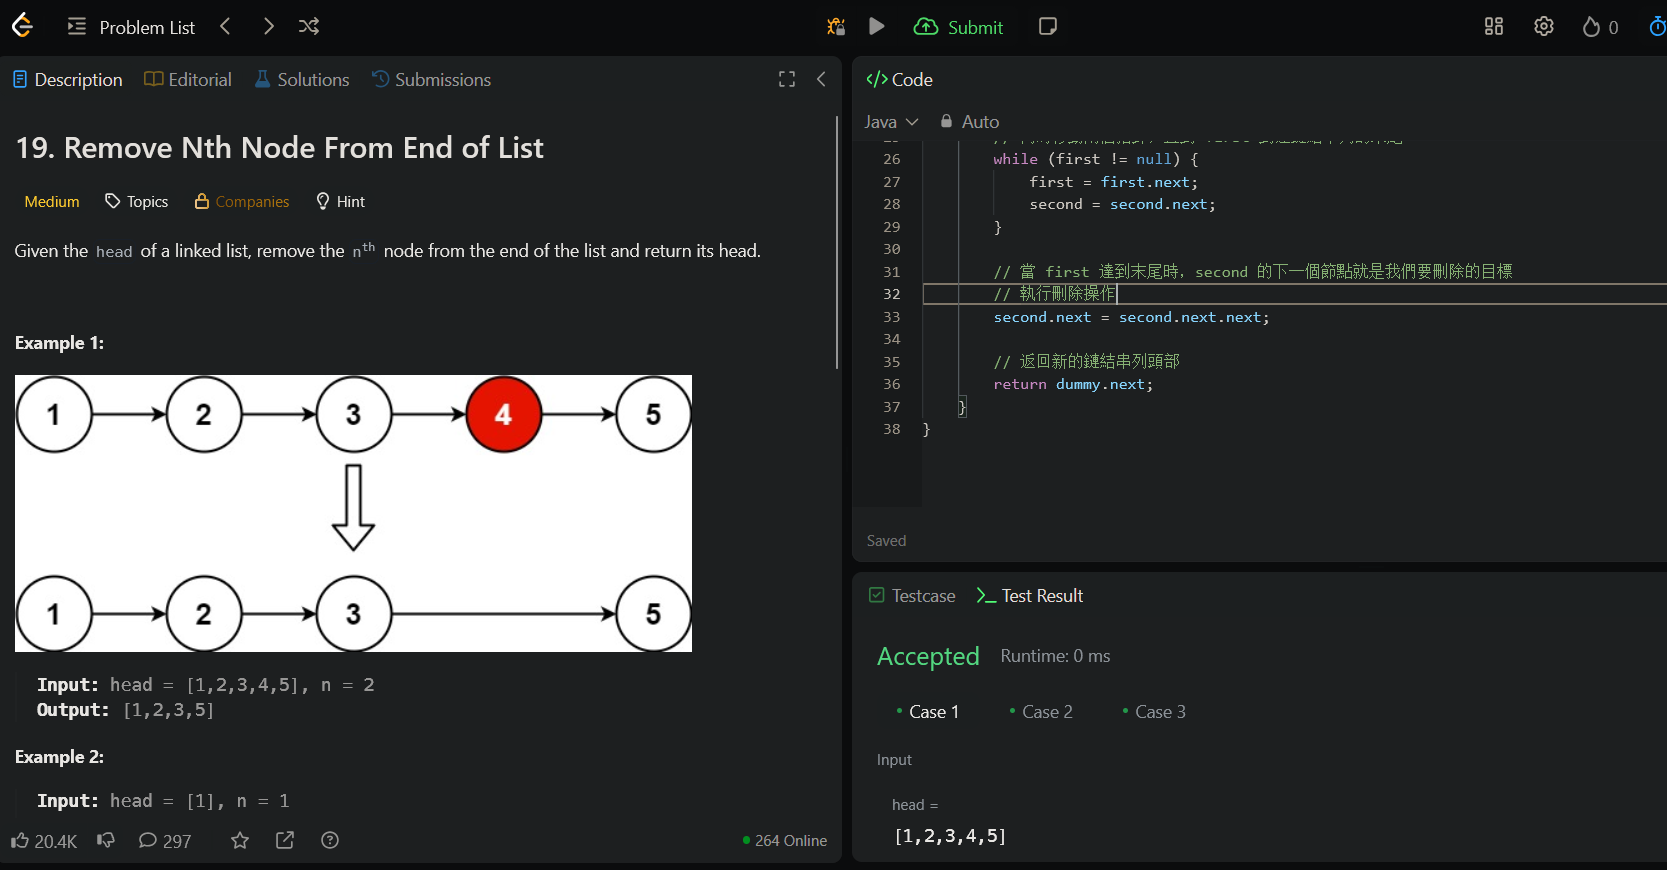 Problem List
Submit
0
Description Editorial Solutions Submissions
19. Remove Nth Node From End of List
Medium Topics Companies Hint
Given the head of a linked list, remove the nth node from the end of the list and return its head.
Example 1:
1 2 3 4 5
1 2 3 5
Input: head = [1,2,3,4,5], n = 2
Output: [1,2,3,5]
Example 2:
Input: head = [1], n = 1
20.4K 297 264 Online
</> Code
Java Auto
26 while (first != null) {
27 first = first.next;
28 second = second.next;
29 }
30
31 // 當 first 達到末尾時，second 的下一個節點就是我們要刪除的目標
32 // 執行刪除操作
33 second.next = second.next.next;
34
35 // 返回新的鏈結串列頭部
36 return dummy.next;
37 }
38 }
Saved
Testcase >_ Test Result
Accepted Runtime: 0 ms
• Case 1 • Case 2 • Case 3
Input
head =
[1,2,3,4,5]